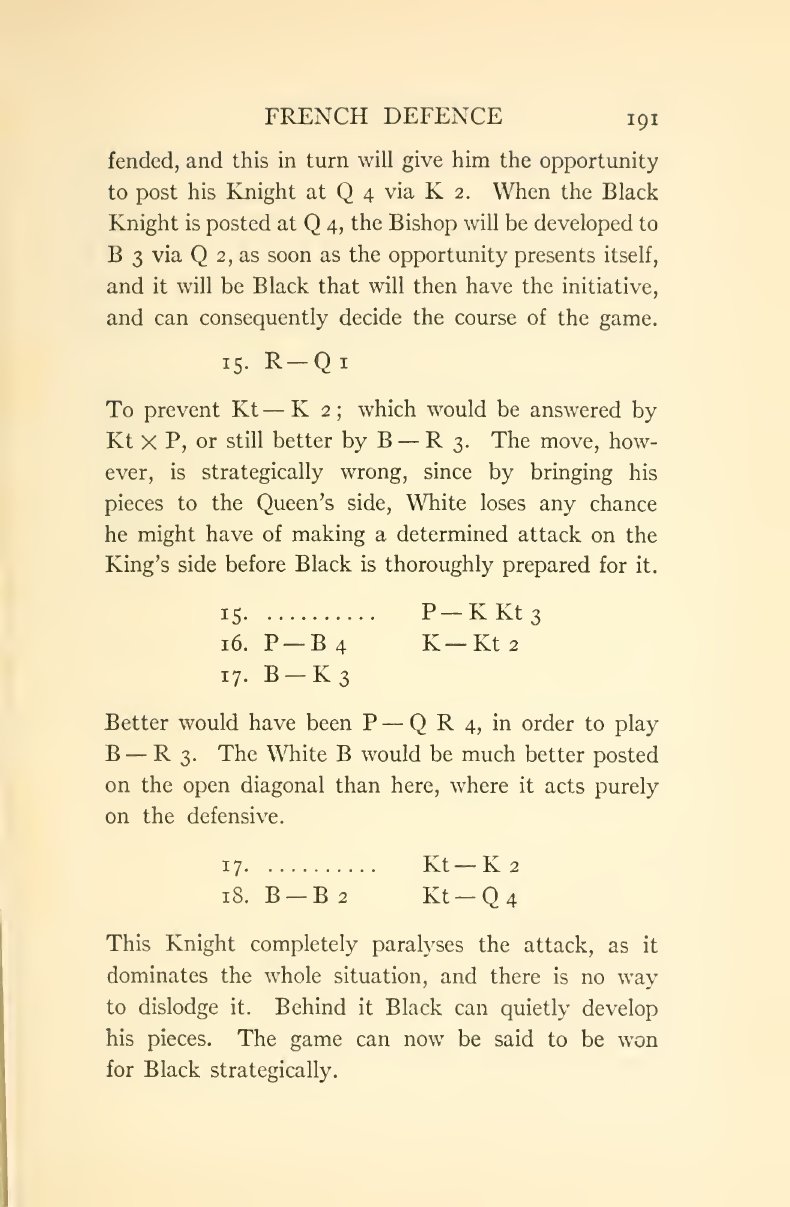 FRENCH DEFENCE 191
fended, and this in turn will give him the opportunity
to post his Knight at Q 4 via K 2. When the Black
Knight is posted at Q 4, the Bishop will be developed to
B 3 via Q 2, as soon as the opportunity presents itself,
and it will be Black that will then have the initiative,
and can consequently decide the course of the game.
15. R—Q 1
To prevent Kt—K 2; which would be answered by
Kt × P, or still better by B—R 3. The move, how-
ever, is strategically wrong, since by bringing his
pieces to the Queen's side, White loses any chance
he might have of making a determined attack on the
King's side before Black is thoroughly prepared for it.
15. .......... P—K Kt 3
16. P—B 4 K—Kt 2
17. B—K 3
Better would have been P—Q R 4, in order to play
B—R 3. The White B would be much better posted
on the open diagonal than here, where it acts purely
on the defensive.
17. .......... Kt—K 2
18. B—B 2 Kt—Q 4
This Knight completely paralyses the attack, as it
dominates the whole situation, and there is no way
to dislodge it. Behind it Black can quietly develop
his pieces. The game can now be said to be won
for Black strategically.